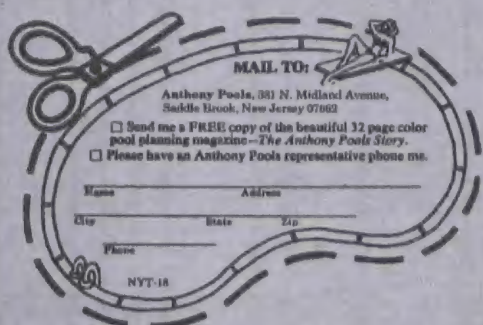 MAIL TO:
Anthony Pools, 381 N. Midland Avenue,
Saddle Brook, New Jersey 07662
☐ Send me a FREE copy of the beautiful 32 page color
pool planning magazine—The Anthony Pools Story.
☐ Please have an Anthony Pools representative phone me.
Name Address
City State Zip
Phone
NYT-18